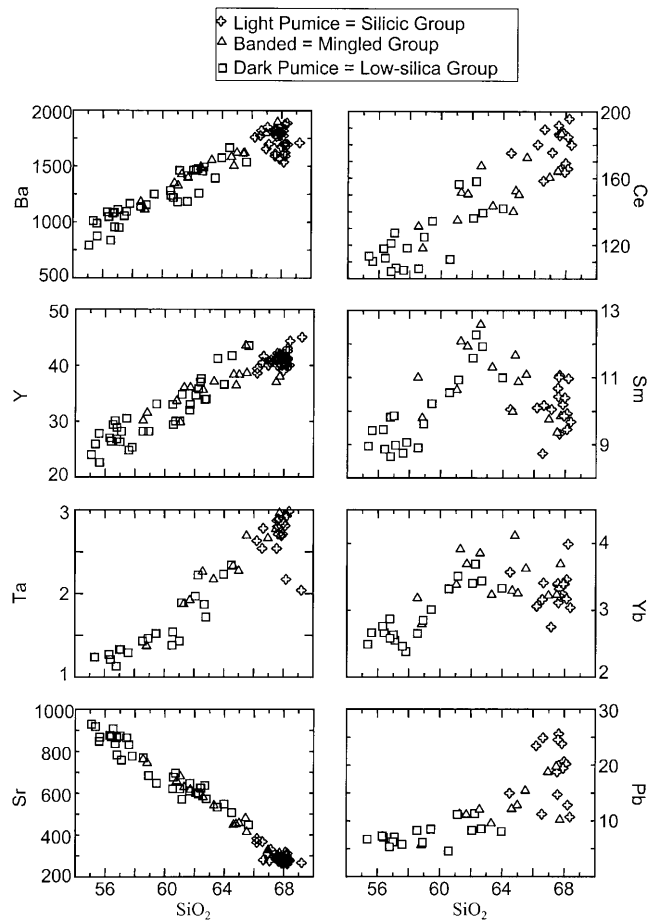 Light Pumice = Silicic Group
Banded = Mingled Group
Dark Pumice = Low-silica Group
2000
1750
1500
1250
1000
750
500
Ba
200
160
120
Ce
50
40
30
20
Y
13
11
9
Sm
3
2
1
Ta
4
3
2
Yb
1000
800
600
400
200
Sr
30
20
10
Pb
56 60 64 68
SiO2
56 60 64 68
SiO2